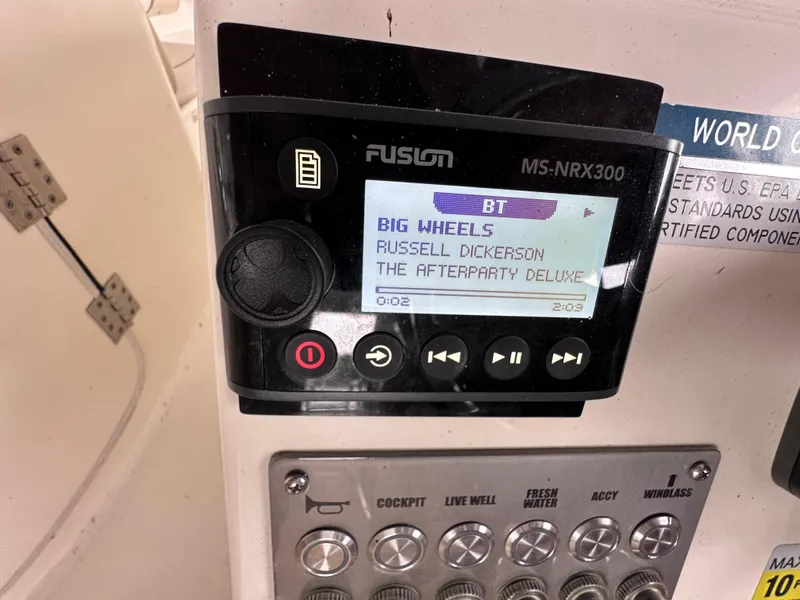 FUSION
MS-NRX300
BT
BIG WHEELS
RUSSELL DICKERSON
THE AFTERPARTY DELUXE
0:02
2:09
WORLD
EETS U.S. EPA
STANDARDS USIN
RTIFIED COMPONE
COCKPIT
LIVE WELL
FRESH
WATER
ACCY
WINDLASS
MAX
10